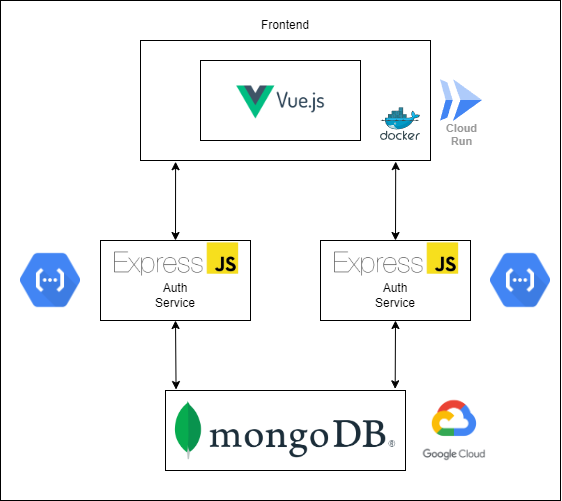 Frontend
Vue.js
docker
Cloud
Run
Express JS
Auth
Service
Express JS
Auth
Service
mongoDB®
Google Cloud